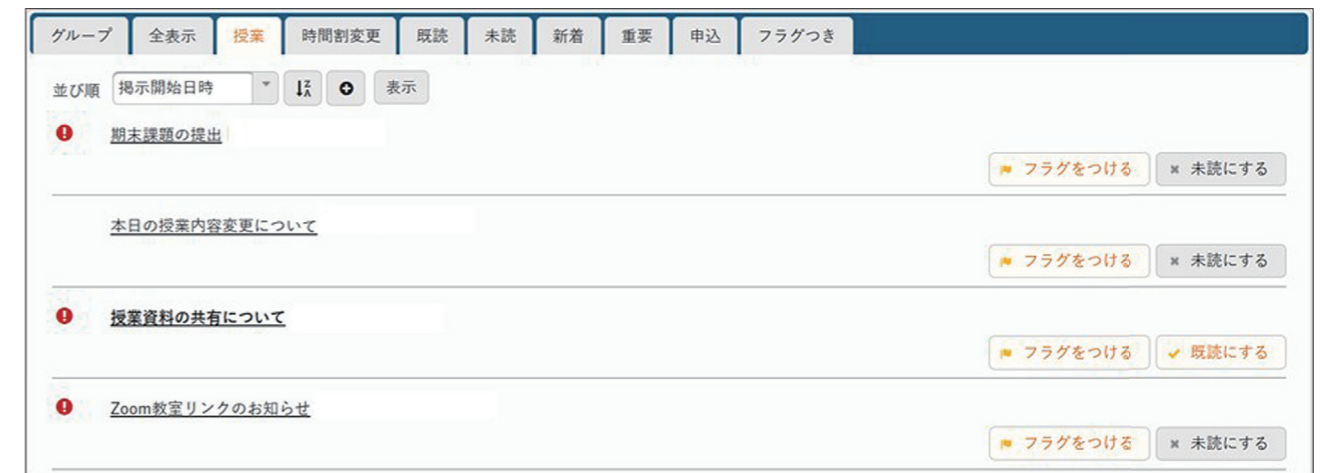 グループ 全表示 授業 時間割変更 既読 未読 新着 重要 申込 フラグつき
並び順 掲示開始日時 表示
期末課題の提出
フラグをつける 未読にする
本日の授業内容変更について
フラグをつける 未読にする
授業資料の共有について
フラグをつける 既読にする
Zoom教室リンクのお知らせ
フラグをつける 未読にする